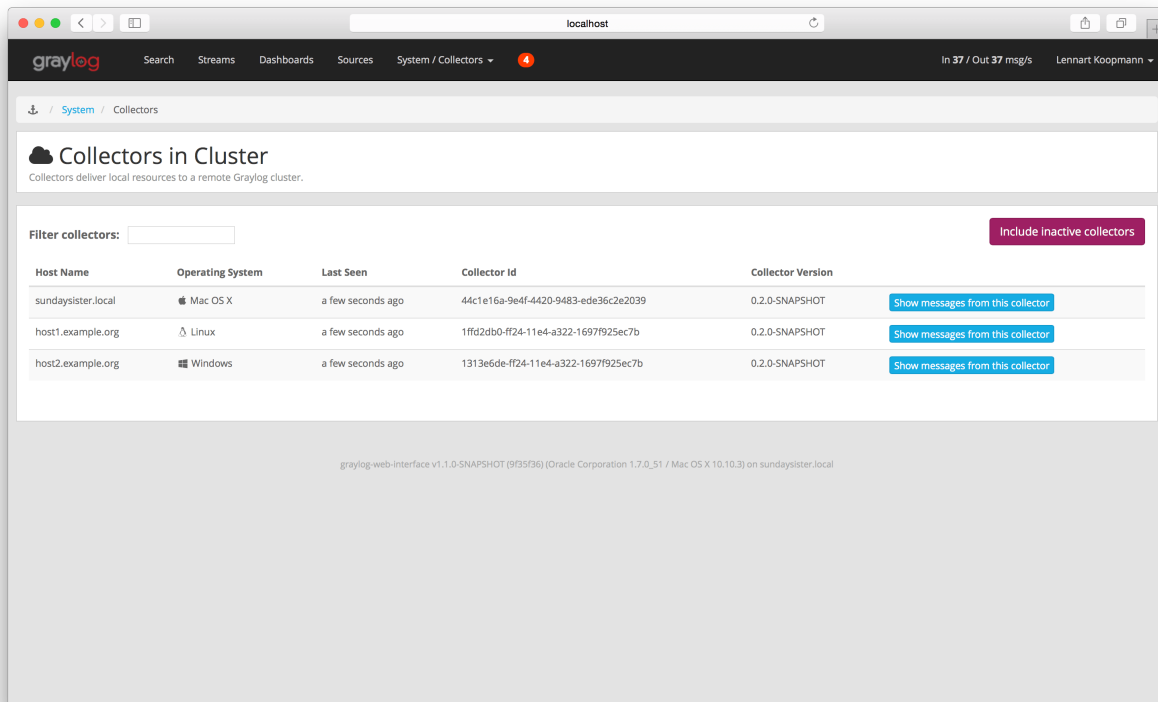 localhost
graylog Search Streams Dashboards Sources System / Collectors 4 In 37 / Out 37 msg/s Lennart Koopmann
/ System / Collectors
Collectors in Cluster
Collectors deliver local resources to a remote Graylog cluster.
Filter collectors: Include inactive collectors
Host Name Operating System Last Seen Collector Id Collector Version
sundaysister.local Mac OS X a few seconds ago 44c1e16a-9e4f-4420-9483-ede36c2e2039 0.2.0-SNAPSHOT Show messages from this collector
host1.example.org Linux a few seconds ago 1ffd2db0-ff24-11e4-a322-1697f925ec7b 0.2.0-SNAPSHOT Show messages from this collector
host2.example.org Windows a few seconds ago 1313e6de-ff24-11e4-a322-1697f925ec7b 0.2.0-SNAPSHOT Show messages from this collector
graylog-web-interface v1.1.0-SNAPSHOT (9f35f36) (Oracle Corporation 1.7.0_51 / Mac OS X 10.10.3) on sundaysister.local